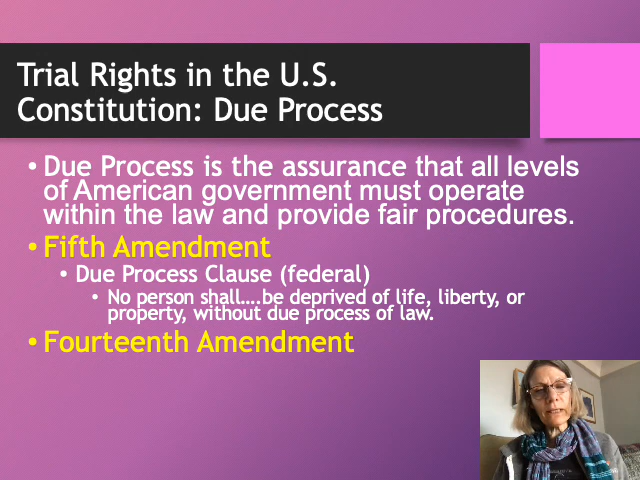 Trial Rights in the U.S.
Constitution: Due Process
• Due Process is the assurance that all levels
of American government must operate
within the law and provide fair procedures.
• Fifth Amendment
• Due Process Clause (federal)
• No person shall….be deprived of life, liberty, or
property, without due process of law.
• Fourteenth Amendment